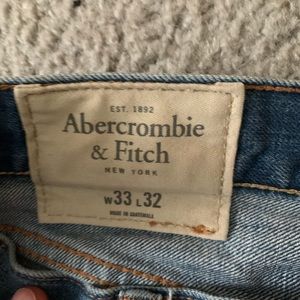 EST. 1892
Abercrombie
& Fitch
NEW YORK
W33 L32
MADE IN GUATEMALA